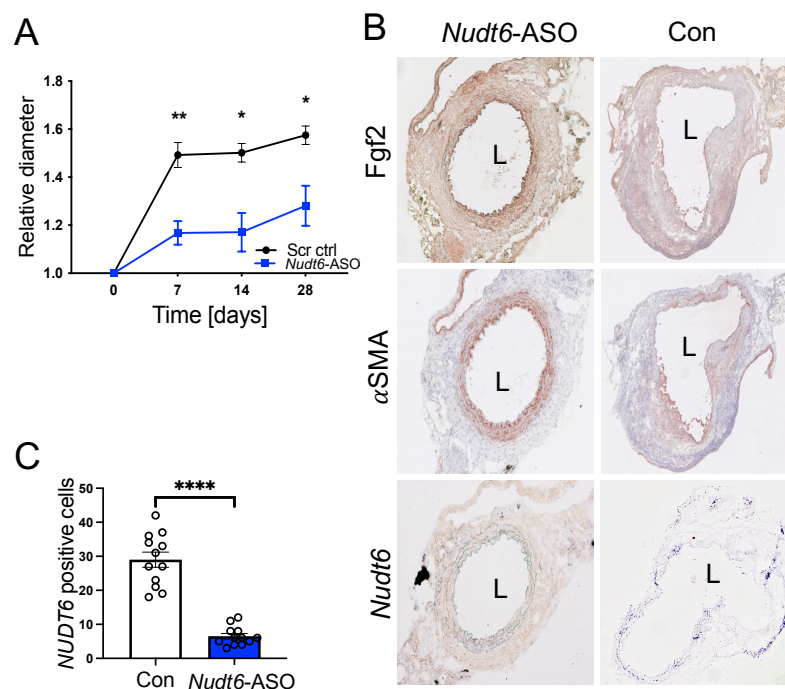 A
Relative diameter
1.8
1.6
1.4
1.2
1.0
**
*
*
Scr ctrl
Nudt6-ASO
0
7
14
28
Time [days]
B
Nudt6-ASO
Con
Fgf2
L
L
αSMA
L
L
Nudt6
L
L
C
NUDT6 positive cells
50
40
30
20
10
0
****
Con
Nudt6-ASO